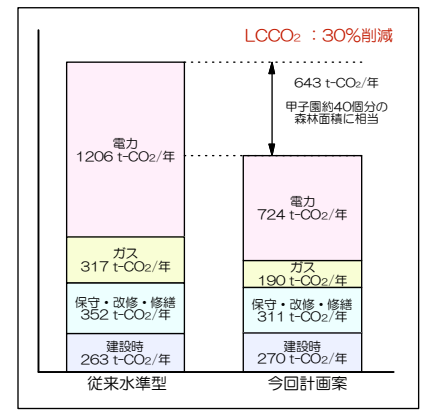 LCCO₂ ：30%削減
643 t-CO₂/年
甲子園約40個分の
森林面積に相当
電力
1206 t-CO₂/年
ガス
317 t-CO₂/年
保守・改修・修繕
352 t-CO₂/年
建設時
263 t-CO₂/年
従来水準型
電力
724 t-CO₂/年
ガス
190 t-CO₂/年
保守・改修・修繕
311 t-CO₂/年
建設時
270 t-CO₂/年
今回計画案